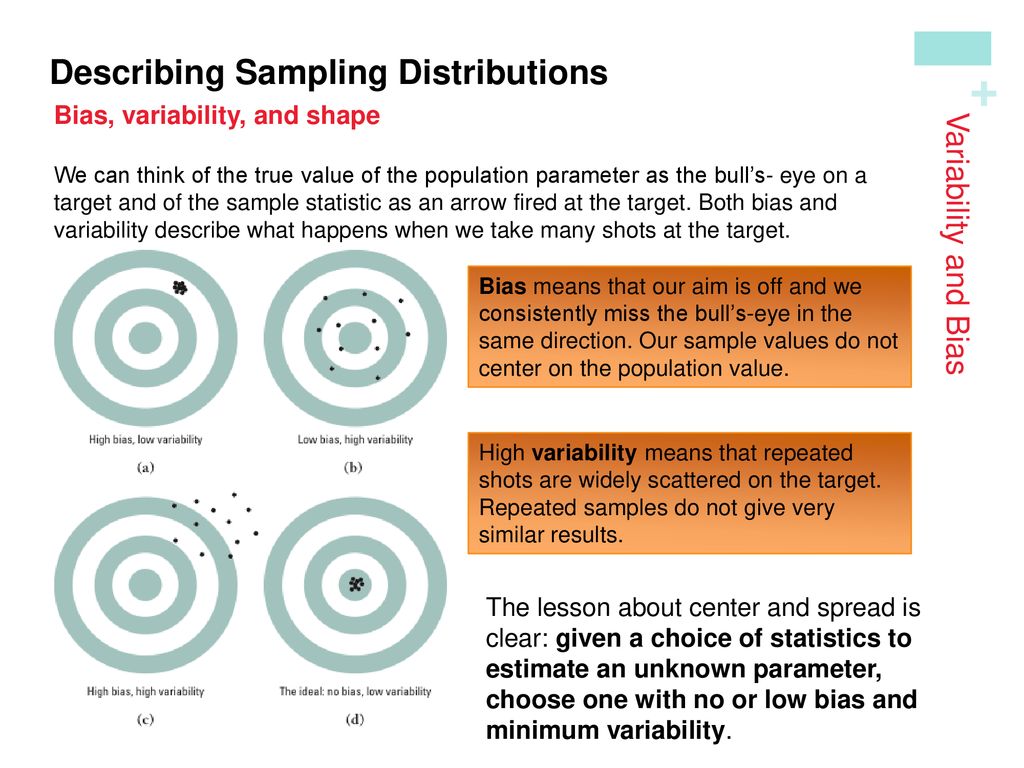 Describing Sampling Distributions
Bias, variability, and shape
We can think of the true value of the population parameter as the bull’s- eye on a
target and of the sample statistic as an arrow fired at the target. Both bias and
variability describe what happens when we take many shots at the target.
+
Variability and Bias
Bias means that our aim is off and we
consistently miss the bull’s-eye in the
same direction. Our sample values do not
center on the population value.
High bias, low variability
(a)
Low bias, high variability
(b)
High variability means that repeated
shots are widely scattered on the target.
Repeated samples do not give very
similar results.
High bias, high variability
(c)
The ideal: no bias, low variability
(d)
The lesson about center and spread is
clear: given a choice of statistics to
estimate an unknown parameter,
choose one with no or low bias and
minimum variability.